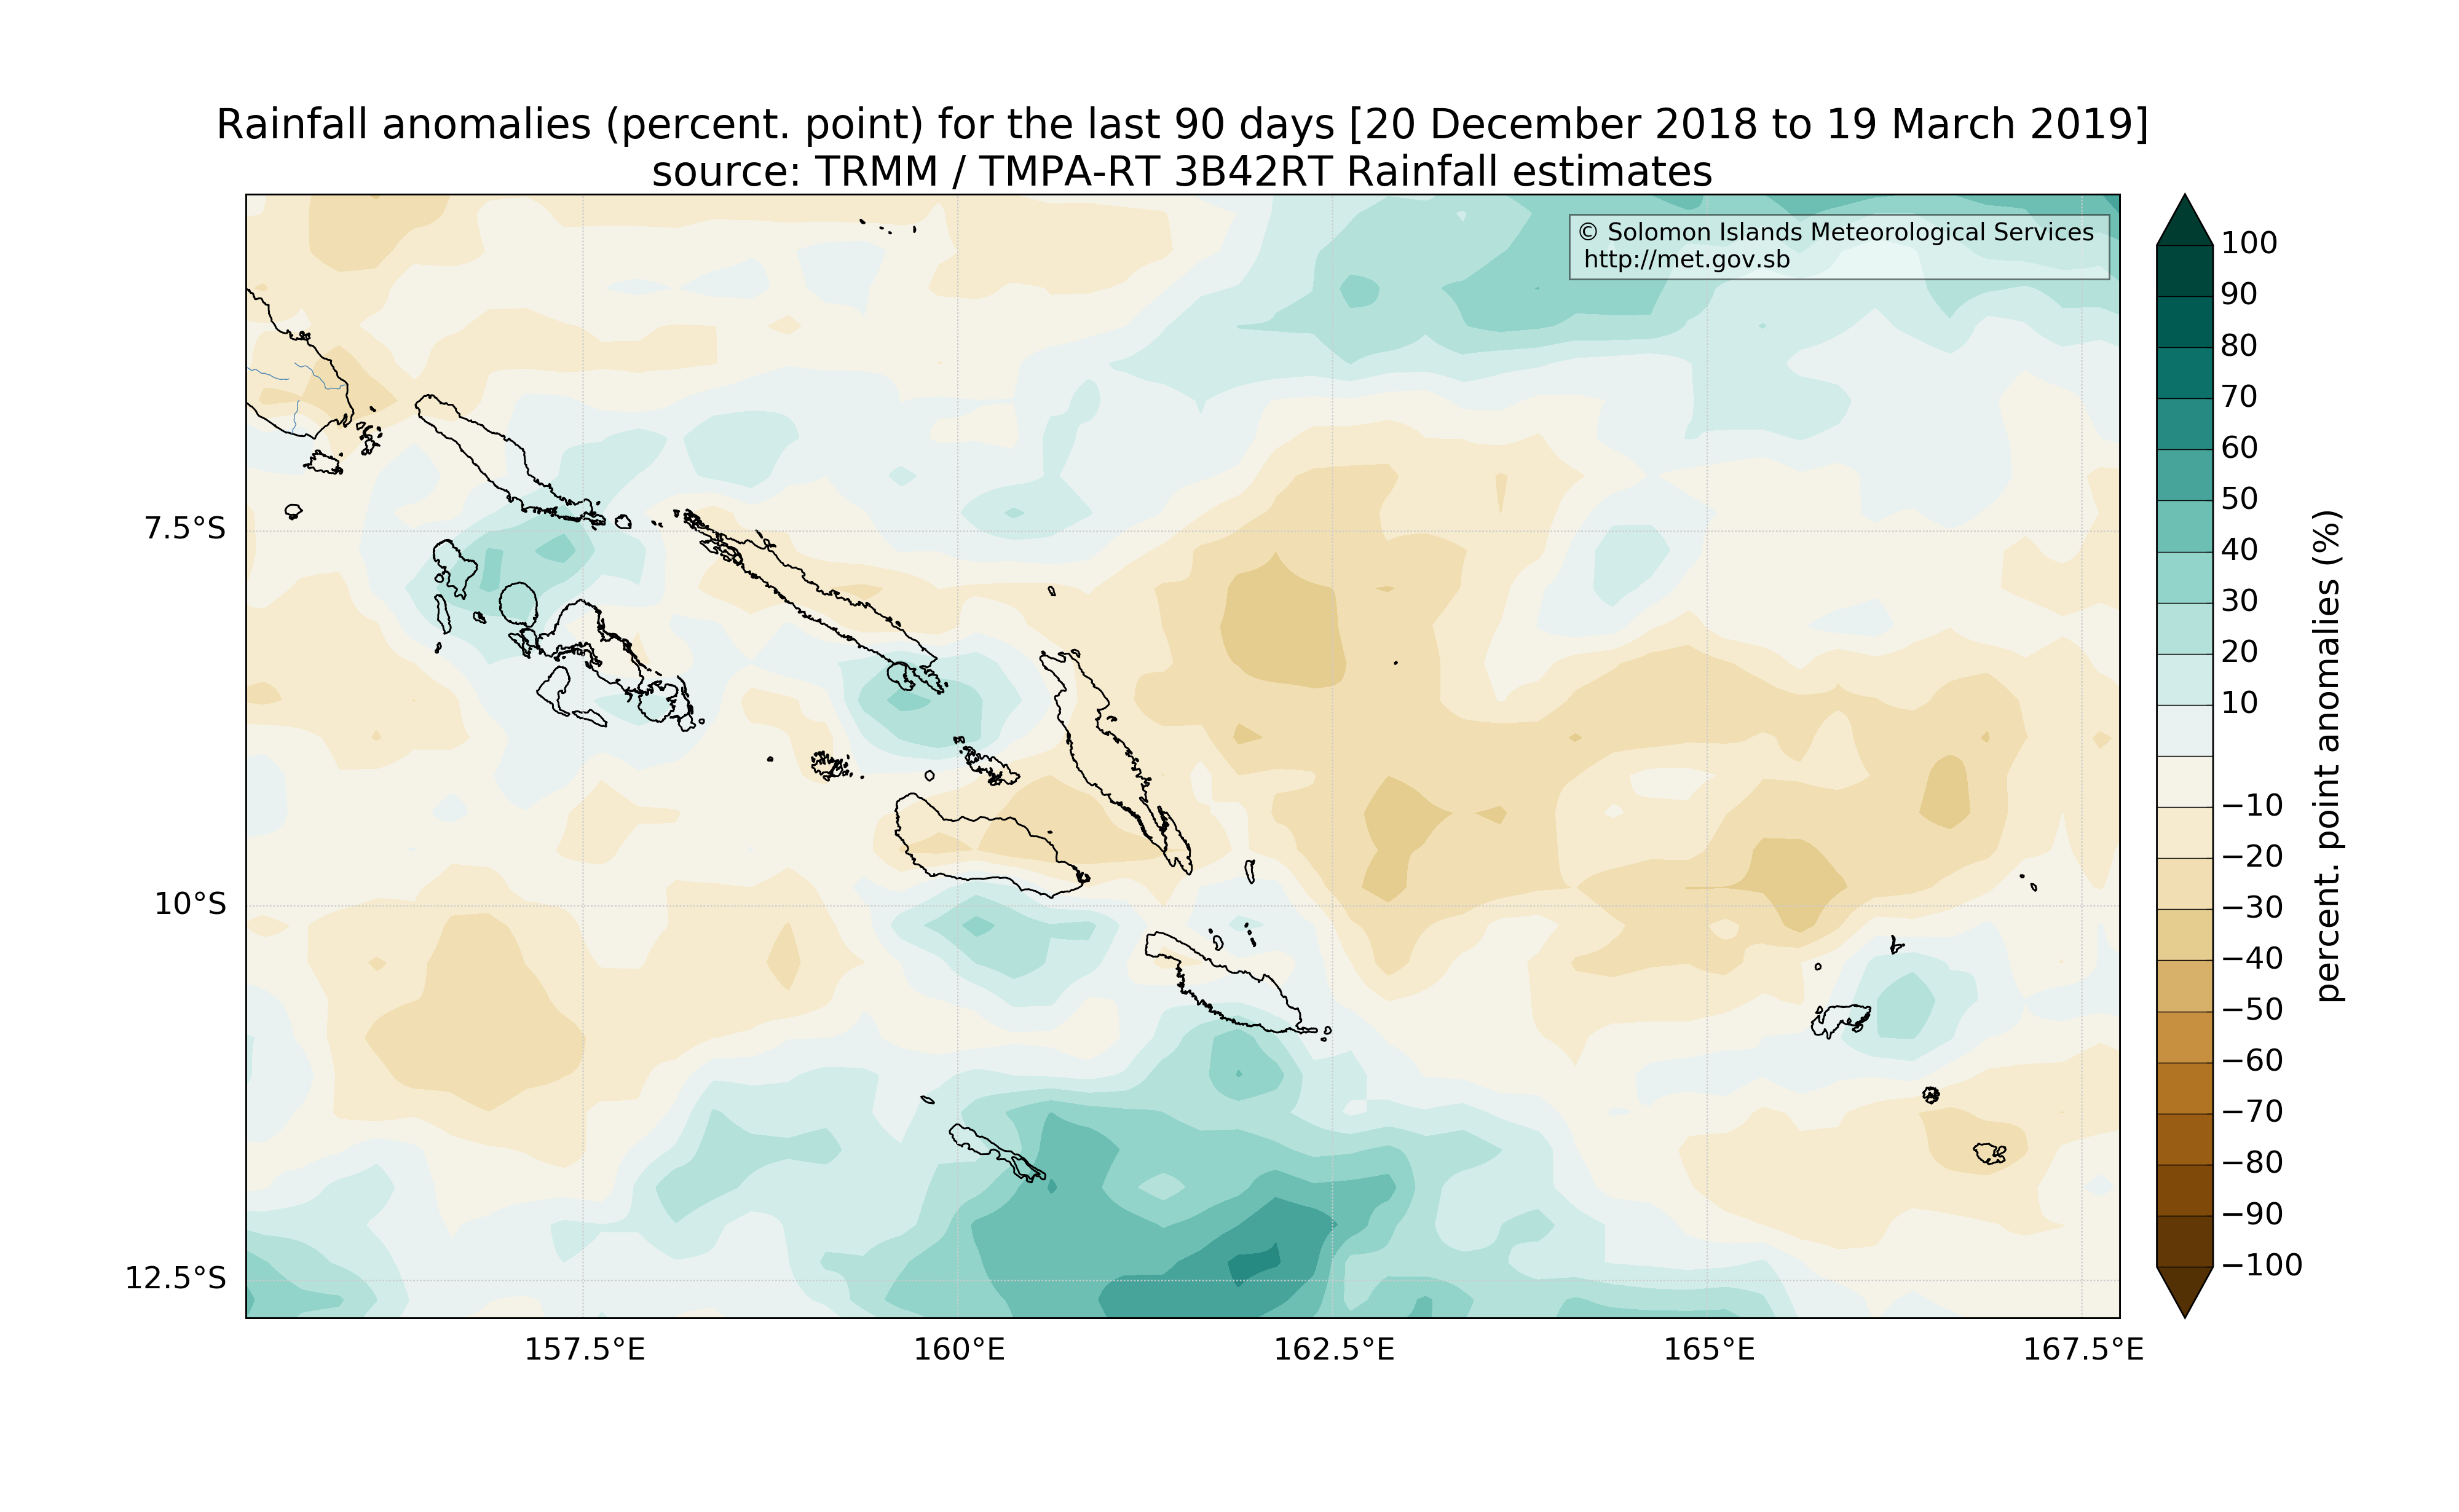 Rainfall anomalies (percent. point) for the last 90 days [20 December 2018 to 19 March 2019]
source: TRMM / TMPA-RT 3B42RT Rainfall estimates
© Solomon Islands Meteorological Services
http://met.gov.sb
7.5°S
10°S
12.5°S
157.5°E
160°E
162.5°E
165°E
167.5°E
100
90
80
70
60
50
40
30
20
10
−10
−20
−30
−40
−50
−60
−70
−80
−90
−100
percent. point anomalies (%)